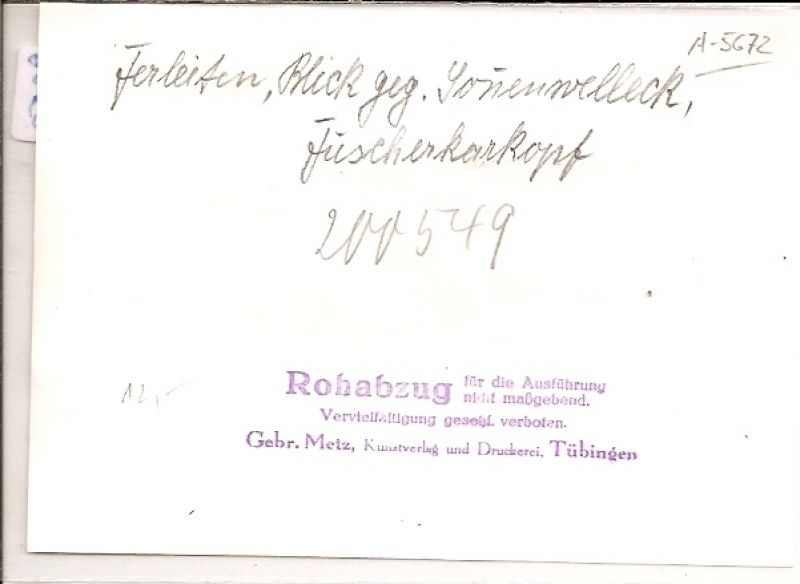 A-5672
Ferleiten, Blick geg. Soñenwelleck,
Fuscherkarkopf
200549
12,-
Rohabzug für die Ausführung
nicht maßgebend.
Vervielfältigung gesetzl. verboten.
Gebr. Metz, Kunstverlag und Druckerei, Tübingen